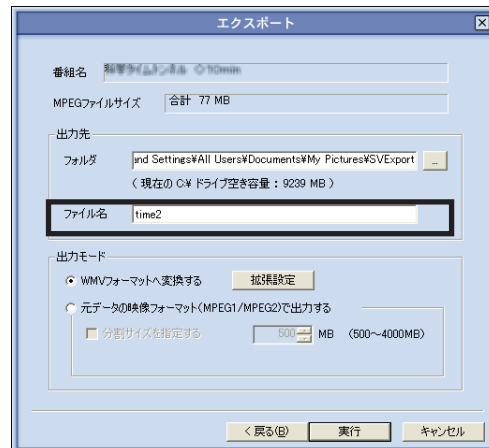 エクスポート
番組名
MPEGファイルサイズ 合計 77 MB
出力先
フォルダ and Settings¥All Users¥Documents¥My Pictures¥SVExport ...
( 現在の C:¥ ドライブ空き容量 : 9239 MB )
ファイル名 time2
出力モード
WMVフォーマットへ変換する 拡張設定
元データの映像フォーマット(MPEG1/MPEG2)で出力する
分割サイズを指定する 500 MB (500～4000MB)
< 戻る(B) 実行 キャンセル